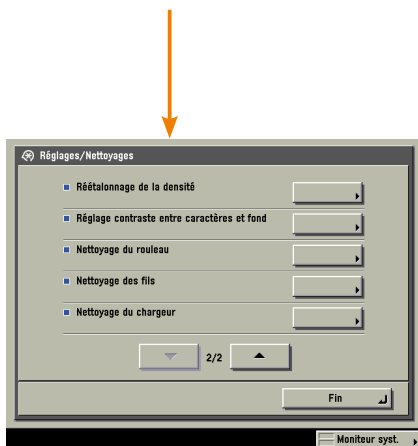 Réglages/Nettoyages
Réétalonnage de la densité
Réglage contraste entre caractères et fond
Nettoyage du rouleau
Nettoyage des fils
Nettoyage du chargeur
2/2
Fin
Moniteur syst.